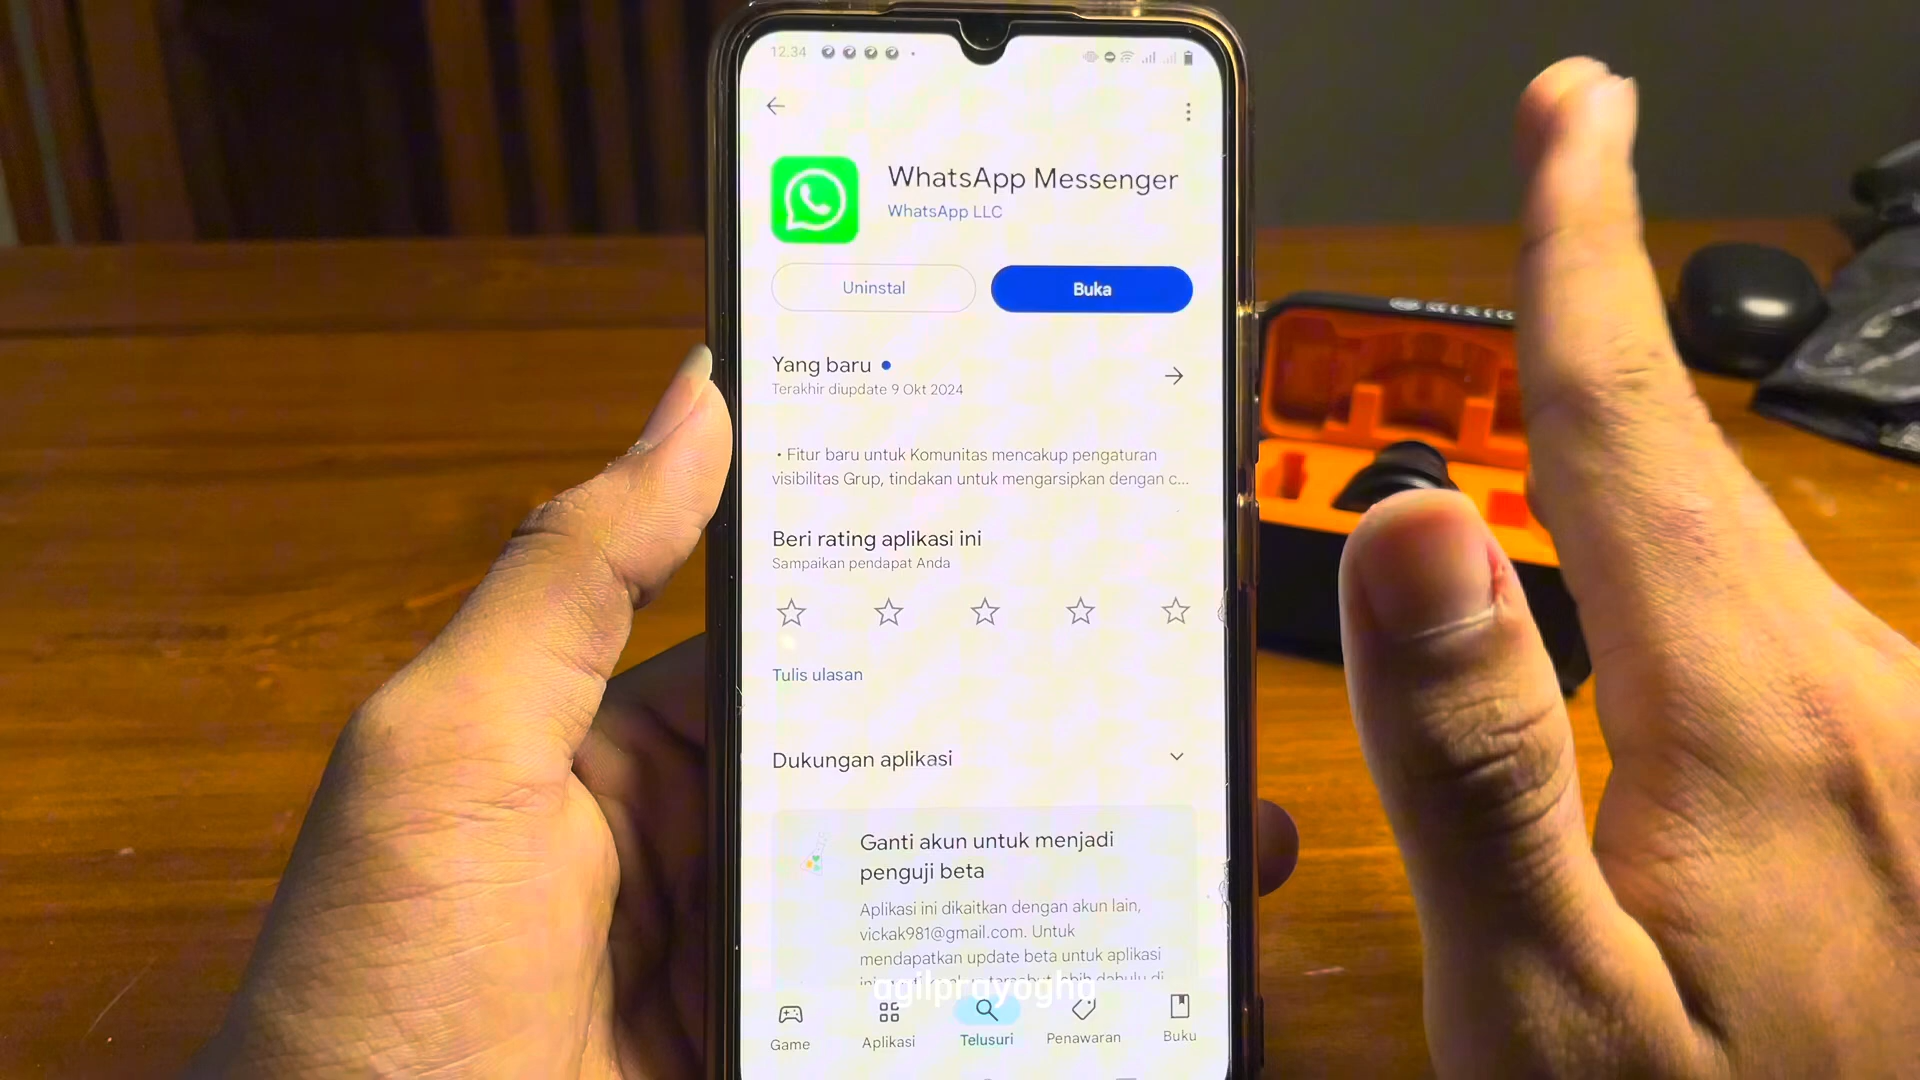 12.34
WhatsApp Messenger
WhatsApp LLC
Uninstal
Buka
Yang baru
Terakhir diupdate 9 Okt 2024
• Fitur baru untuk Komunitas mencakup pengaturan
visibilitas Grup, tindakan untuk mengarsipkan dengan c...
Beri rating aplikasi ini
Sampaikan pendapat Anda
Tulis ulasan
Dukungan aplikasi
Ganti akun untuk menjadi
penguji beta
Aplikasi ini dikaitkan dengan akun lain,
vickak981@gmail.com. Untuk
mendapatkan update beta untuk aplikasi
agilprayogha
Game
Aplikasi
Telusuri
Penawaran
Buku